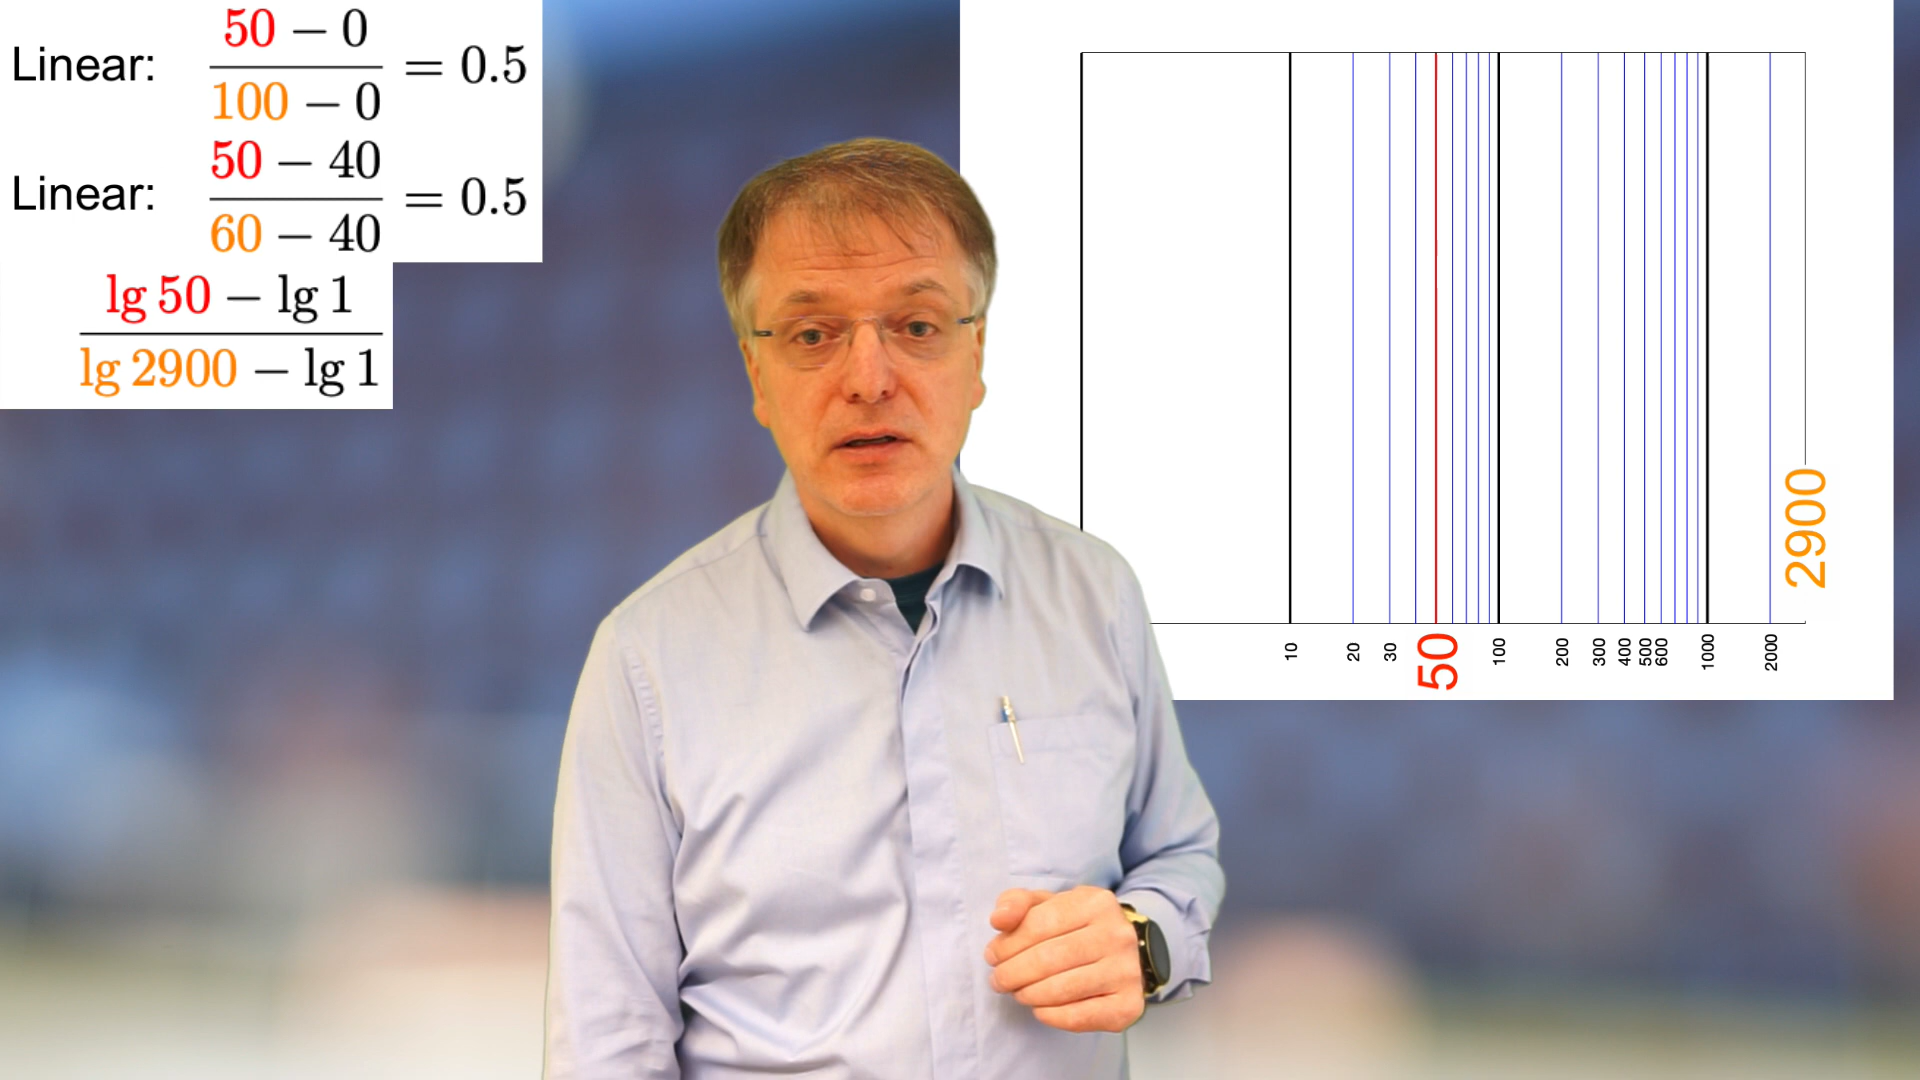 Linear: 50 − 0 / 100 − 0 = 0.5
Linear: 50 − 40 / 60 − 40 = 0.5
lg 50 − lg 1 / lg 2900 − lg 1
2900
10 20 30 50 100 200 300 400 500 600 1000 2000